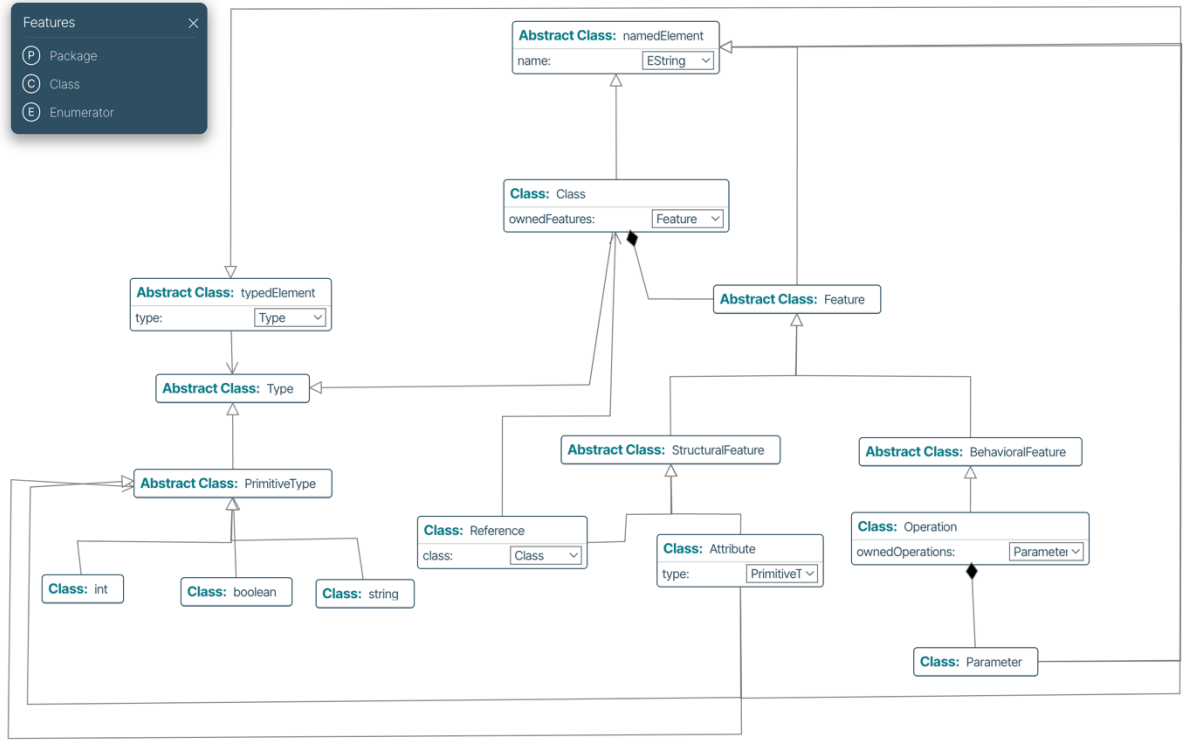 Features
P Package
C Class
E Enumerator
Abstract Class: namedElement
name: EString
Class: Class
ownedFeatures: Feature
Abstract Class: typedElement
type: Type
Abstract Class: Feature
Abstract Class: Type
Abstract Class: StructuralFeature
Abstract Class: BehavioralFeature
Abstract Class: PrimitiveType
Class: Reference
class: Class
Class: Operation
ownedOperations: Parameter
Class: Attribute
type: PrimitiveT
Class: int
Class: boolean
Class: string
Class: Parameter